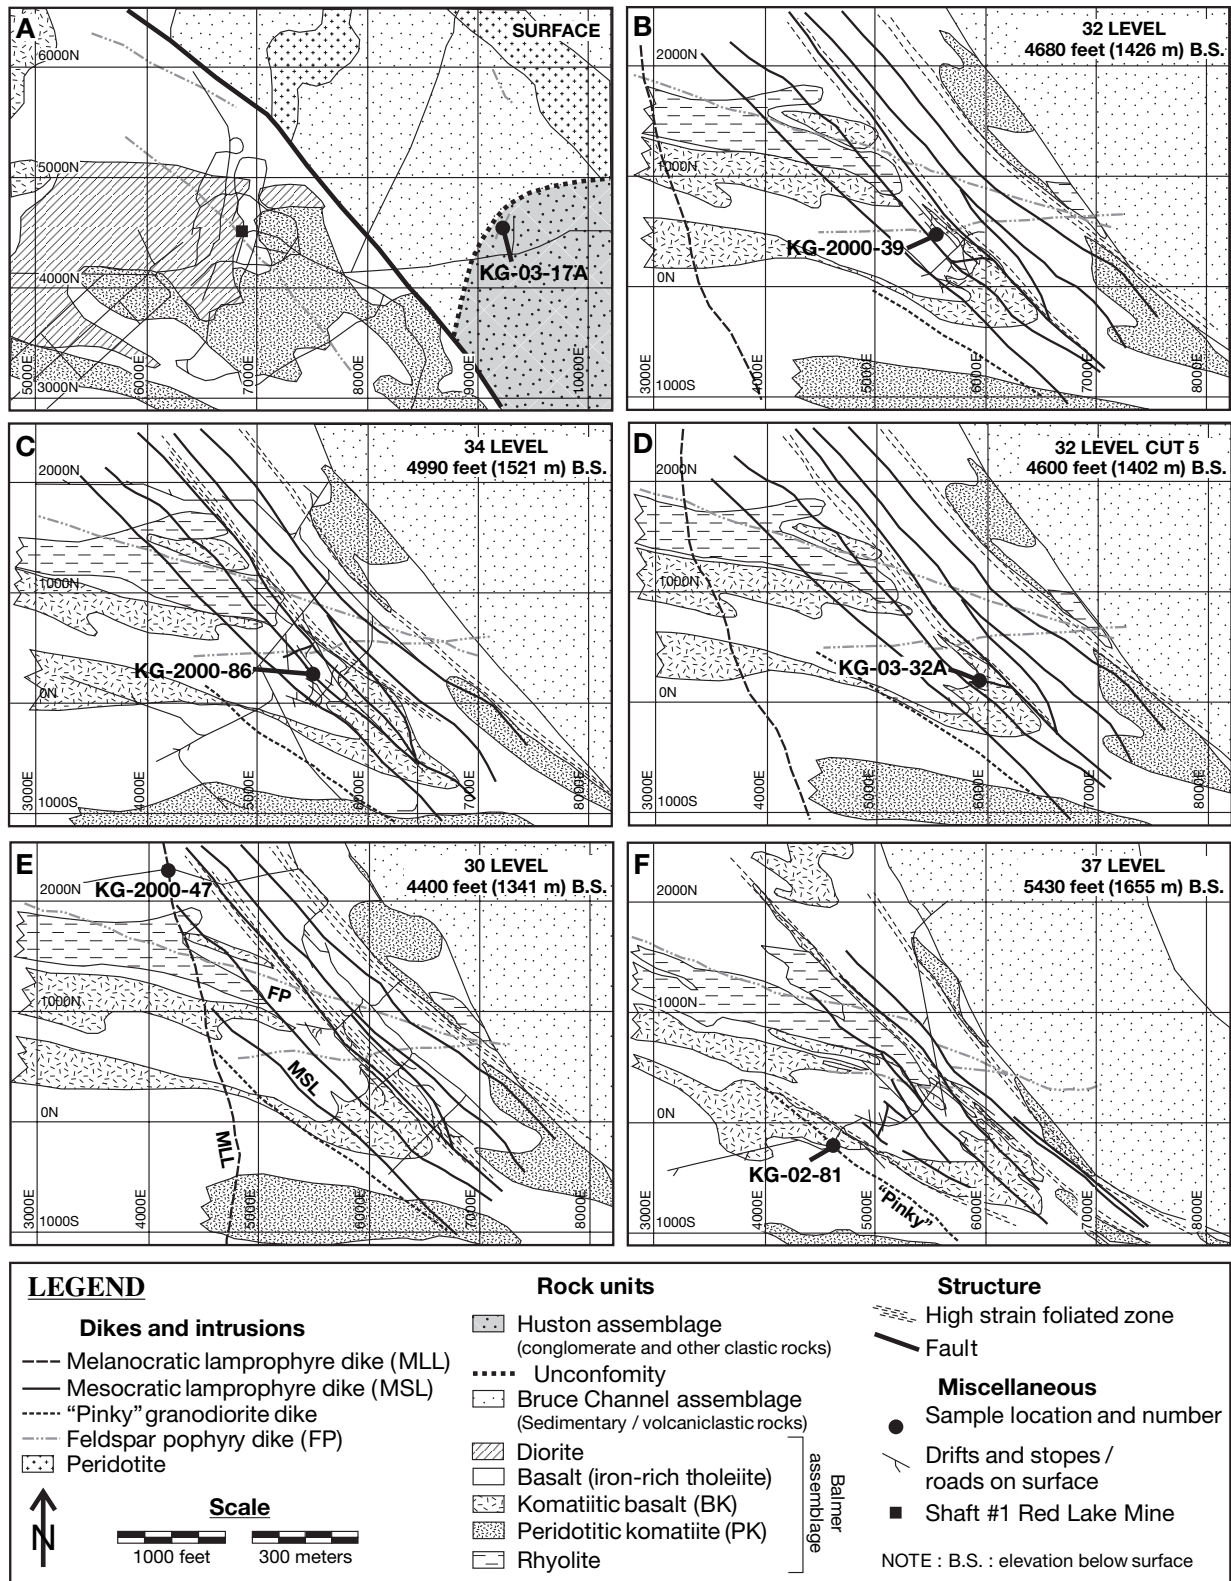 A
SURFACE
6000N
5000N
4000N
3000N
5000E
6000E
7000E
8000E
9000E
10000E
KG-03-17A
B
32 LEVEL
4680 feet (1426 m) B.S.
2000N
1000N
0N
1000S
3000E
4000E
5000E
6000E
7000E
8000E
KG-2000-39
C
34 LEVEL
4990 feet (1521 m) B.S.
2000N
1000N
0N
1000S
3000E
4000E
5000E
6000E
7000E
8000E
KG-2000-86
D
32 LEVEL CUT 5
4600 feet (1402 m) B.S.
2000N
1000N
0N
1000S
3000E
4000E
5000E
6000E
7000E
8000E
KG-03-32A
E
30 LEVEL
4400 feet (1341 m) B.S.
KG-2000-47
2000N
1000N
0N
1000S
3000E
4000E
5000E
6000E
7000E
8000E
FP
MSL
MLL
F
37 LEVEL
5430 feet (1655 m) B.S.
2000N
1000N
0N
1000S
3000E
4000E
5000E
6000E
7000E
8000E
KG-02-81
"Pinky"
LEGEND
Dikes and intrusions
Melanocratic lamprophyre dike (MLL)
Mesocratic lamprophyre dike (MSL)
"Pinky" granodiorite dike
Feldspar pophyry dike (FP)
Peridotite
N
Scale
1000 feet
300 meters
Rock units
Huston assemblage
(conglomerate and other clastic rocks)
Unconfomity
Bruce Channel assemblage
(Sedimentary / volcaniclastic rocks)
Diorite
Basalt (iron-rich tholeiite)
Komatiitic basalt (BK)
Peridotitic komatiite (PK)
Rhyolite
Balmer
assemblage
Structure
High strain foliated zone
Fault
Miscellaneous
Sample location and number
Drifts and stopes /
roads on surface
Shaft #1 Red Lake Mine
NOTE : B.S. : elevation below surface